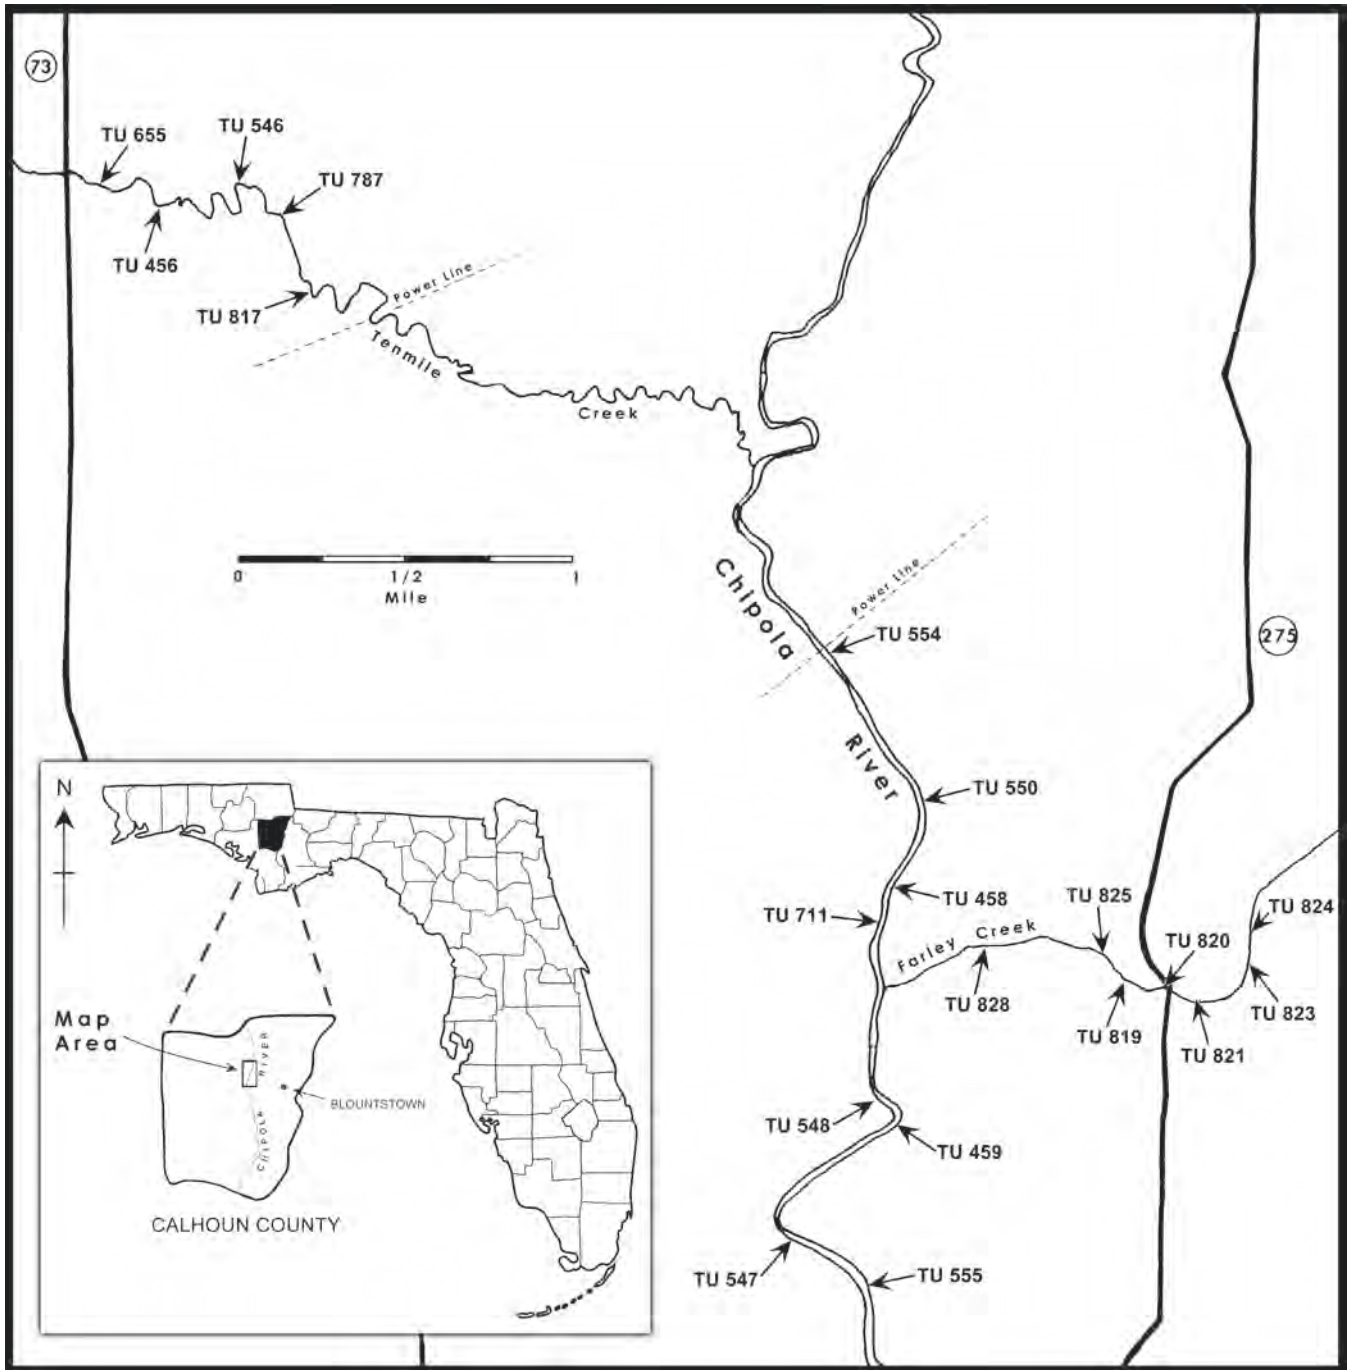 73
TU 546
TU 655
TU 787
TU 456
Power Line
TU 817
Tenmile
Creek
0 1/2 1
Mile
Chipola
River
Power Line
TU 554
275
TU 550
TU 458
TU 711
TU 825
TU 824
TU 820
Farley Creek
TU 828
TU 819
TU 823
TU 821
TU 548
TU 459
TU 547
TU 555
N
Map
Area
RIVER
BLOUNTSTOWN
CHIPOLA
CALHOUN COUNTY